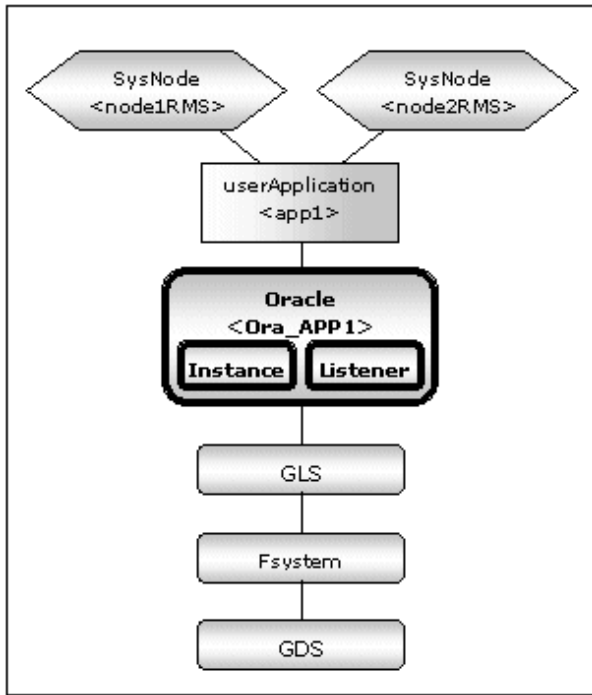 SysNode
<node1RMS>
SysNode
<node2RMS>
userApplication
<app1>
Oracle
<Ora_APP1>
Instance
Listener
GLS
Fsystem
GDS